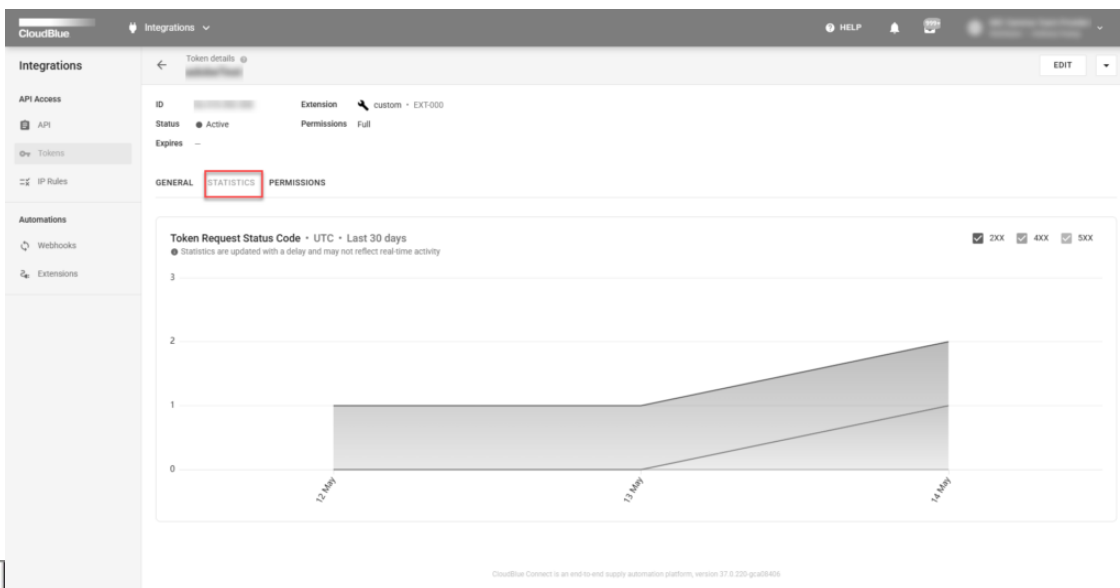 CloudBlue
Integrations
HELP
Integrations
Token details
EDIT
API Access
API
Tokens
IP Rules
Automations
Webhooks
Extensions
ID
Extension custom • EXT-000
Status Active
Permissions Full
Expires —
GENERAL STATISTICS PERMISSIONS
Token Request Status Code • UTC • Last 30 days
Statistics are updated with a delay and may not reflect real-time activity
2XX 4XX 5XX
3
2
1
0
12 May
13 May
14 May
CloudBlue Connect is an end-to-end supply automation platform, version 37.0.220-gca08406